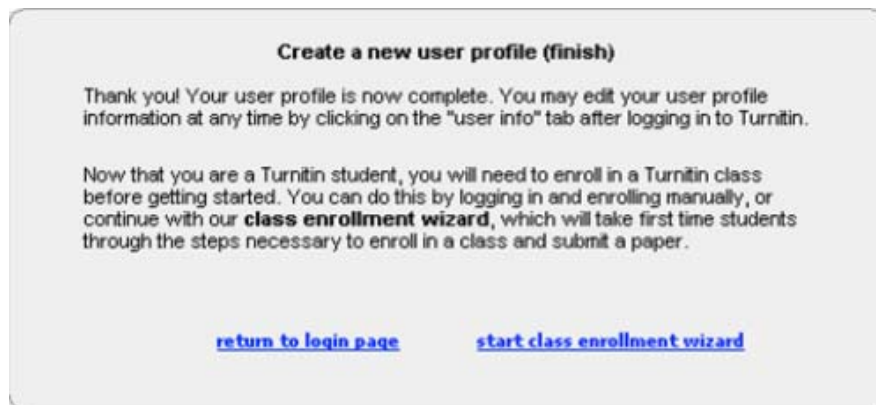 Create a new user profile (finish)
Thank you! Your user profile is now complete. You may edit your user profile
information at any time by clicking on the "user info" tab after logging in to Turnitin.
Now that you are a Turnitin student, you will need to enroll in a Turnitin class
before getting started. You can do this by logging in and enrolling manually, or
continue with our class enrollment wizard, which will take first time students
through the steps necessary to enroll in a class and submit a paper.
return to login page start class enrollment wizard